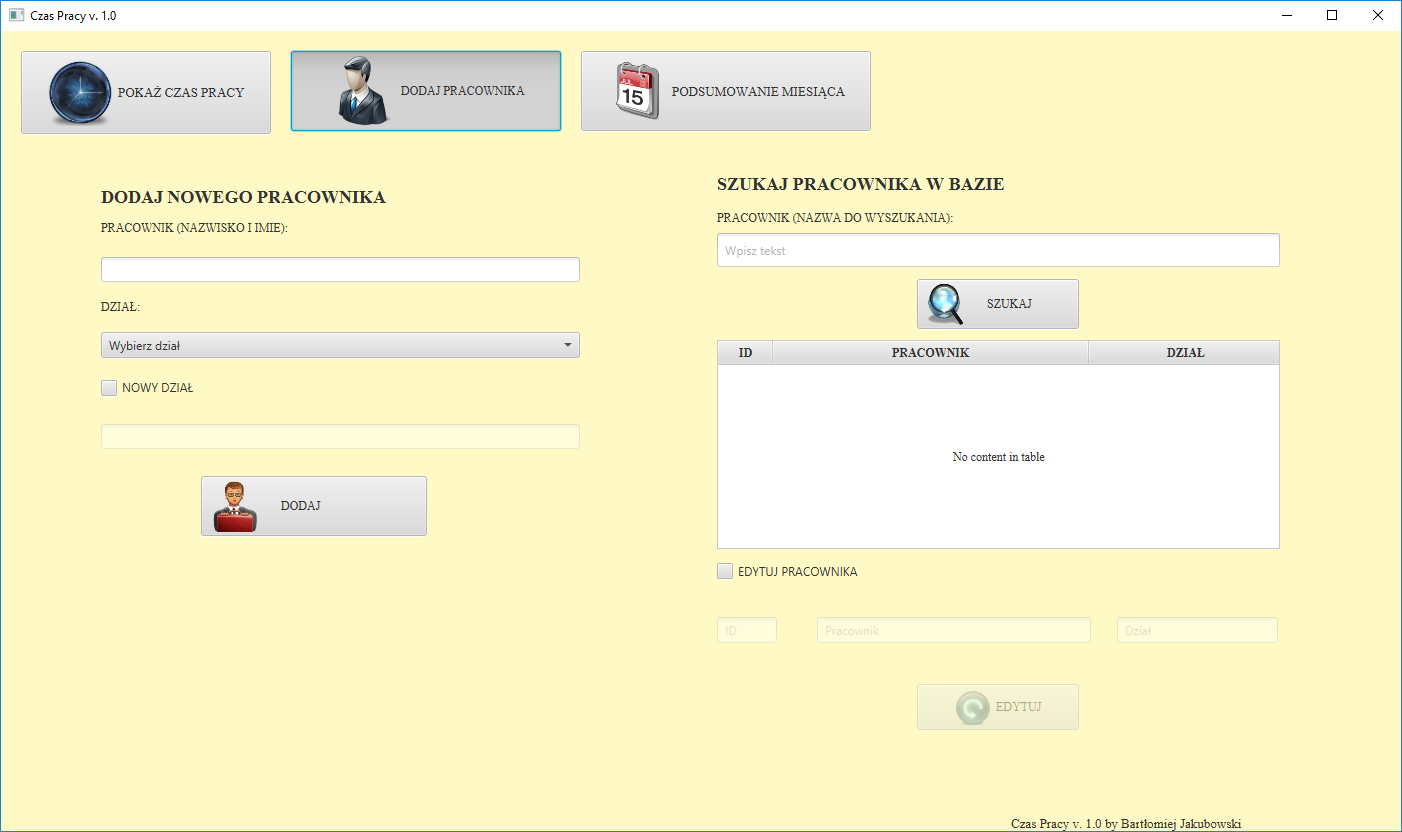 Czas Pracy v. 1.0
POKAŻ CZAS PRACY
DODAJ PRACOWNIKA
15
PODSUMOWANIE MIESIĄCA
DODAJ NOWEGO PRACOWNIKA
PRACOWNIK (NAZWISKO I IMIE):
DZIAŁ:
Wybierz dział
NOWY DZIAŁ
DODAJ
SZUKAJ PRACOWNIKA W BAZIE
PRACOWNIK (NAZWA DO WYSZUKANIA):
Wpisz tekst
SZUKAJ
ID PRACOWNIK DZIAŁ
No content in table
EDYTUJ PRACOWNIKA
ID Pracownik Dział
EDYTUJ
Czas Pracy v. 1.0 by Bartłomiej Jakubowski